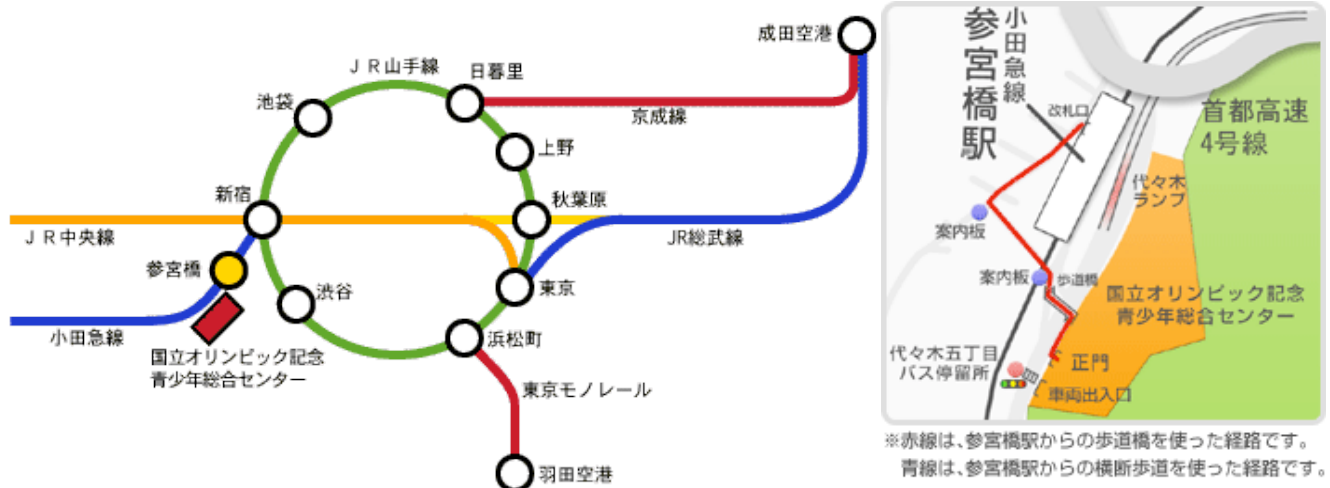 成田空港
ＪＲ山手線
日暮里
池袋
京成線
上野
新宿
秋葉原
ＪＲ中央線
JR総武線
参宮橋
渋谷
東京
小田急線
浜松町
国立オリンピック記念
青少年総合センター
東京モノレール
羽田空港
小田急線
参宮橋駅
改札口
首都高速
4号線
代々木
ランプ
案内板
案内板
歩道橋
国立オリンピック記念
青少年総合センター
代々木五丁目
バス停留所
正門
車両出入口
※赤線は、参宮橋駅からの歩道橋を使った経路です。
青線は、参宮橋駅からの横断歩道を使った経路です。